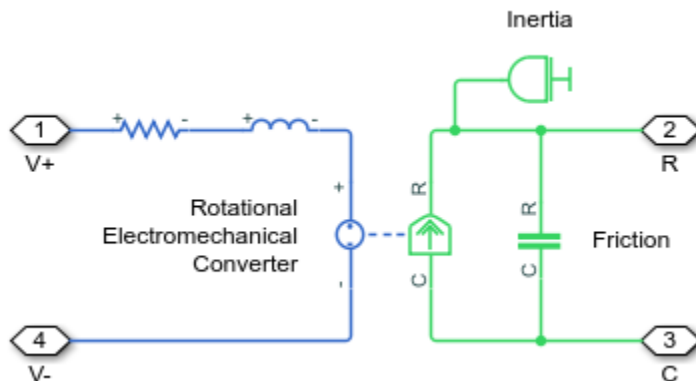 Inertia
+ - + -
1
V+
2
R
+
R
R
Rotational
Electromechanical
Converter
Friction
-
C
C
4
V-
3
C